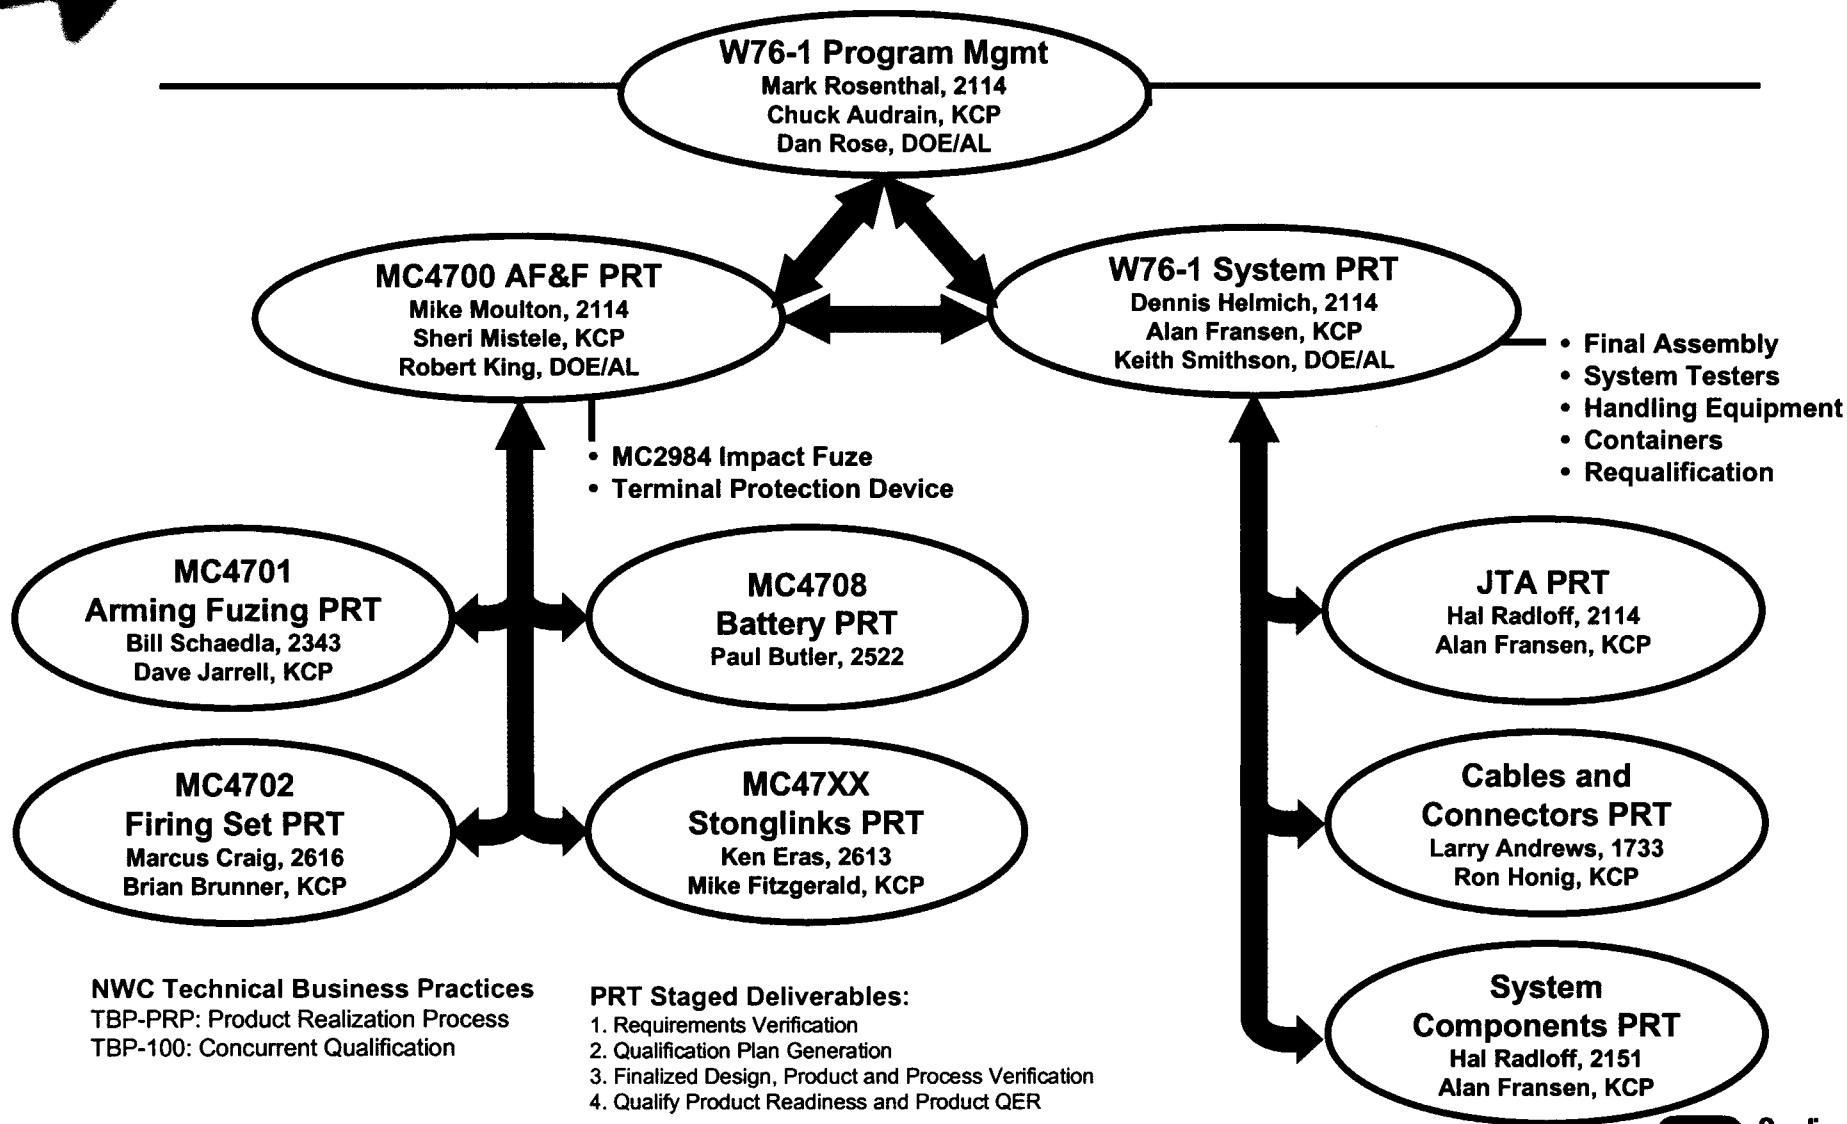 W76-1 Program Mgmt
Mark Rosenthal, 2114
Chuck Audrain, KCP
Dan Rose, DOE/AL
MC4700 AF&F PRT
Mike Moulton, 2114
Sheri Mistele, KCP
Robert King, DOE/AL
W76-1 System PRT
Dennis Helmich, 2114
Alan Fransen, KCP
Keith Smithson, DOE/AL
• Final Assembly
• System Testers
• Handling Equipment
• Containers
• Requalification
• MC2984 Impact Fuze
• Terminal Protection Device
MC4701
Arming Fuzing PRT
Bill Schaedla, 2343
Dave Jarrell, KCP
MC4708
Battery PRT
Paul Butler, 2522
JTA PRT
Hal Radloff, 2114
Alan Fransen, KCP
MC4702
Firing Set PRT
Marcus Craig, 2616
Brian Brunner, KCP
MC47XX
Stonglinks PRT
Ken Eras, 2613
Mike Fitzgerald, KCP
Cables and
Connectors PRT
Larry Andrews, 1733
Ron Honig, KCP
System
Components PRT
Hal Radloff, 2151
Alan Fransen, KCP
NWC Technical Business Practices
TBP-PRP: Product Realization Process
TBP-100: Concurrent Qualification
PRT Staged Deliverables:
1. Requirements Verification
2. Qualification Plan Generation
3. Finalized Design, Product and Process Verification
4. Qualify Product Readiness and Product QER